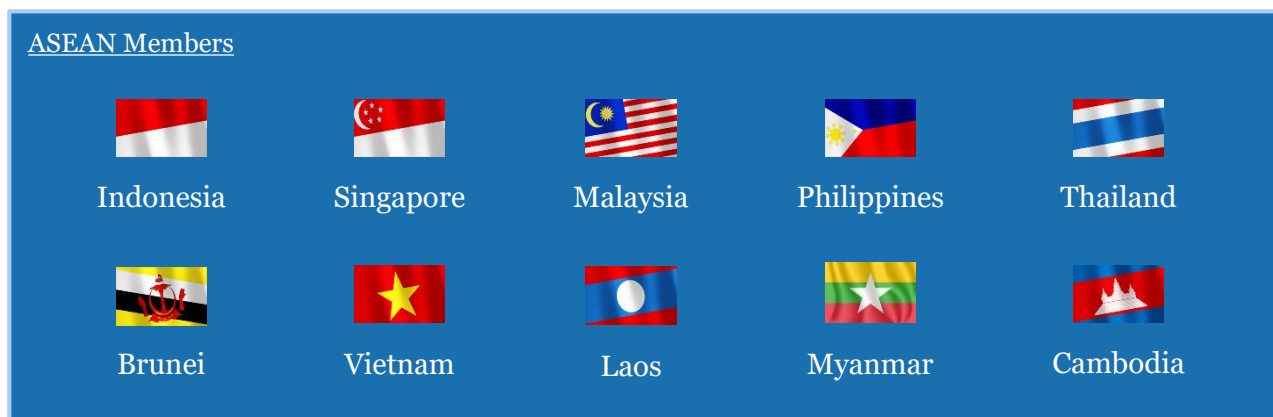 ASEAN Members
Indonesia Singapore Malaysia Philippines Thailand
Brunei Vietnam Laos Myanmar Cambodia